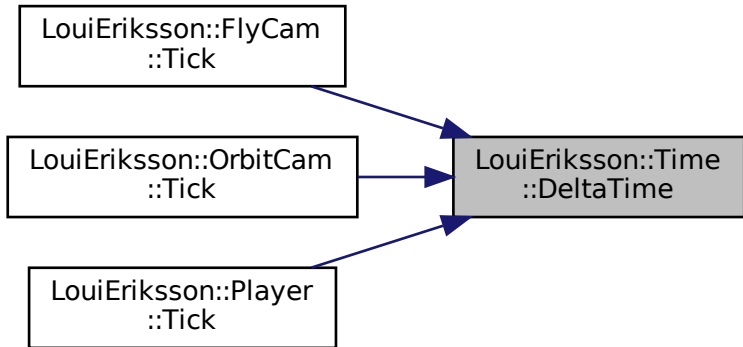 LouiEriksson::FlyCam
::Tick
LouiEriksson::OrbitCam
::Tick
LouiEriksson::Time
::DeltaTime
LouiEriksson::Player
::Tick